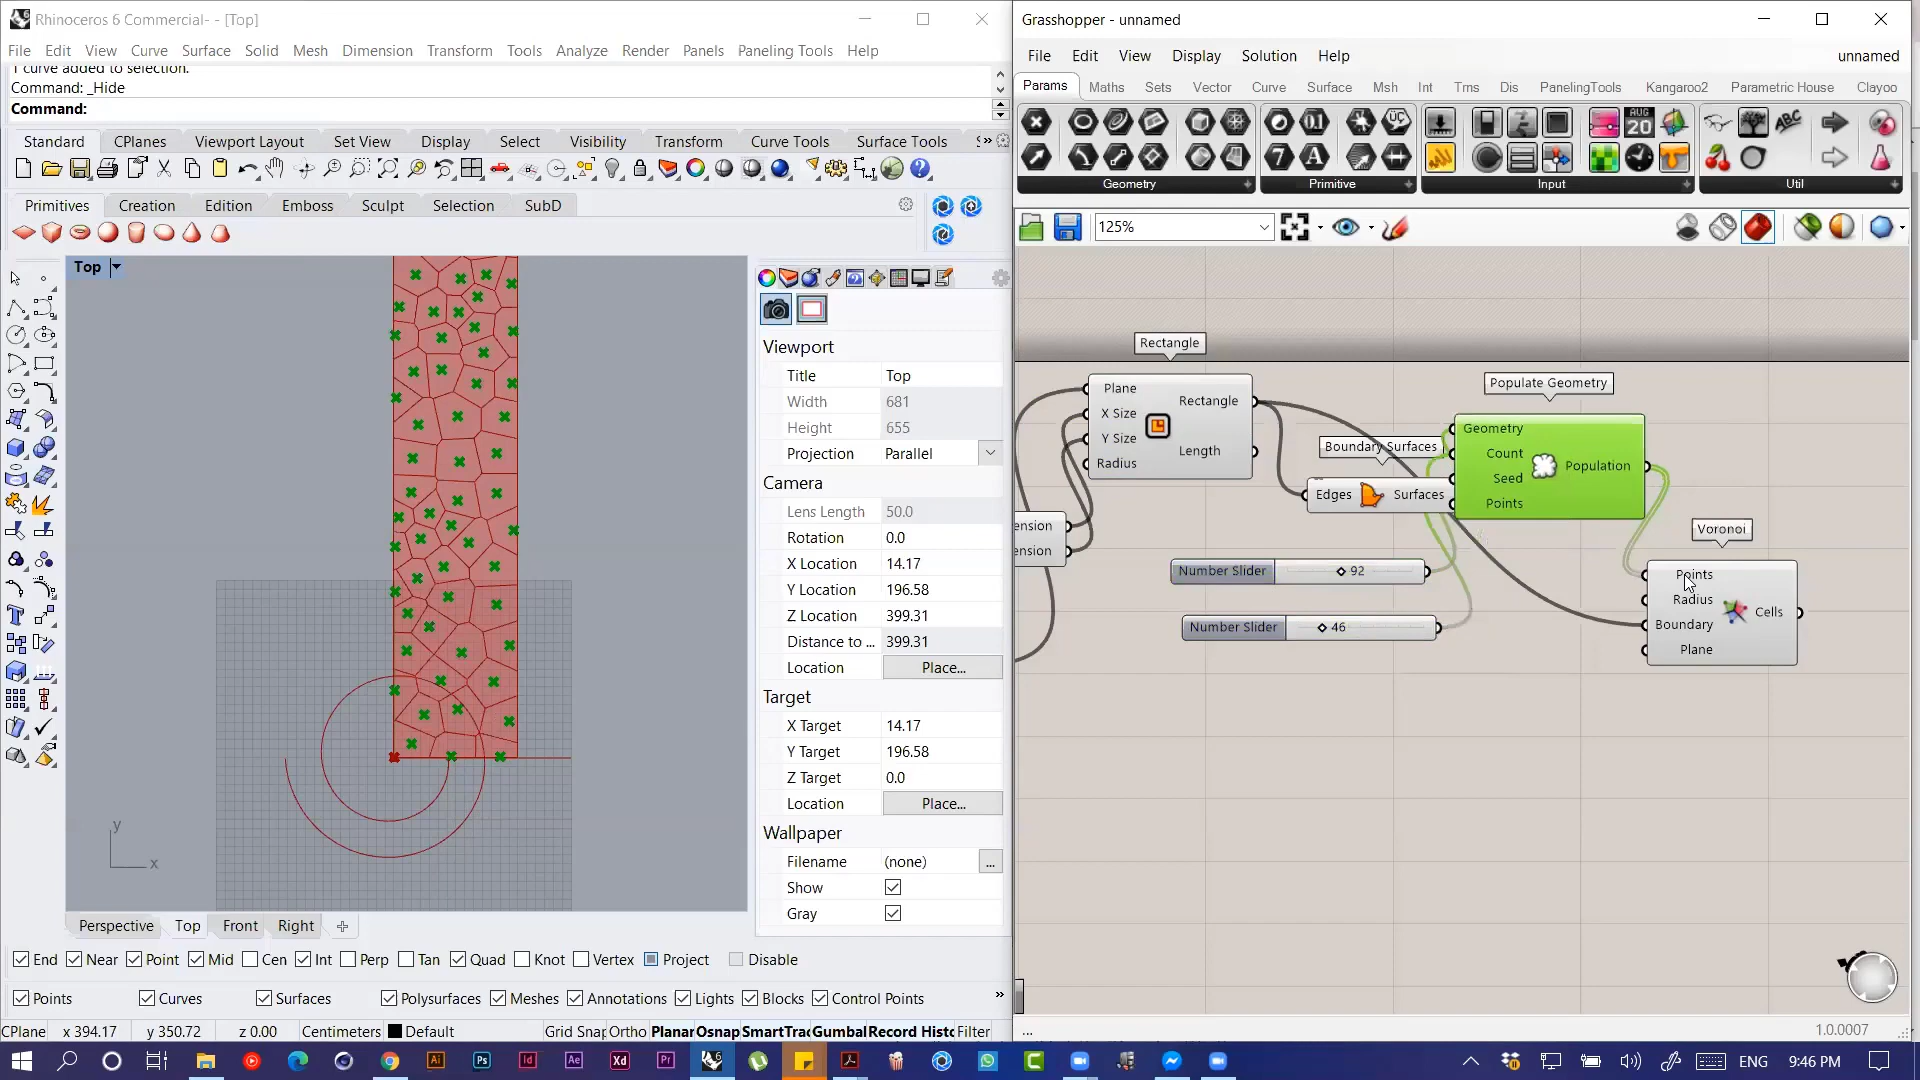 Rhinoceros 6 Commercial- - [Top]
File Edit View Curve Surface Solid Mesh Dimension Transform Tools Analyze Render Panels Paneling Tools Help
1 curve added to selection.
Command: _Hide
Command:
Standard CPlanes Viewport Layout Set View Display Select Visibility Transform Curve Tools Surface Tools S »
Primitives Creation Edition Emboss Sculpt Selection SubD
Top
y
x
Viewport
Title Top
Width 681
Height 655
Projection Parallel
Camera
Lens Length 50.0
Rotation 0.0
X Location 14.17
Y Location 196.58
Z Location 399.31
Distance to ... 399.31
Location Place...
Target
X Target 14.17
Y Target 196.58
Z Target 0.0
Location Place...
Wallpaper
Filename (none) ...
Show
Gray
Perspective Top Front Right
End Near Point Mid Cen Int Perp Tan Quad Knot Vertex Project Disable
Points Curves Surfaces Polysurfaces Meshes Annotations Lights Blocks Control Points »
CPlane x 394.17 y 350.72 z 0.00 Centimeters Default Grid Snap Ortho Planar Osnap SmartTrac Gumbal Record Histo Filter
Grasshopper - unnamed
File Edit View Display Solution Help unnamed
Params Maths Sets Vector Curve Surface Msh Int Trns Dis PanelingTools Kangaroo2 Parametric House Clayoo
Geometry Primitive Input Util
125%
Rectangle
Plane
X Size
Y Size
Radius
Rectangle
Length
ension
ension
Boundary Surfaces
Edges Surfaces
Populate Geometry
Geometry
Count
Seed
Points
Population
Number Slider 92
Number Slider 46
Voronoi
Points
Radius
Boundary
Plane
Cells
... 1.0.0007
ENG 9:46 PM